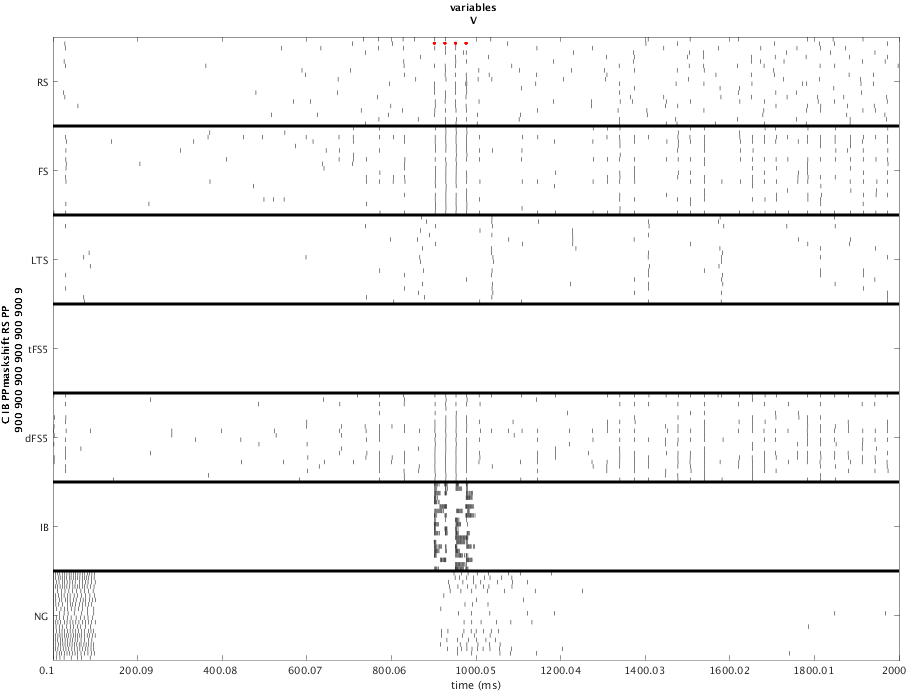 variables
V
RS
FS
LTS
tFS5
dFS5
IB
NG
C IB PPmaskshift RS PP
900 900 900 900 900 900 9
0.1 200.09 400.08 600.07 800.06 1000.05 1200.04 1400.03 1600.02 1800.01 2000
time (ms)